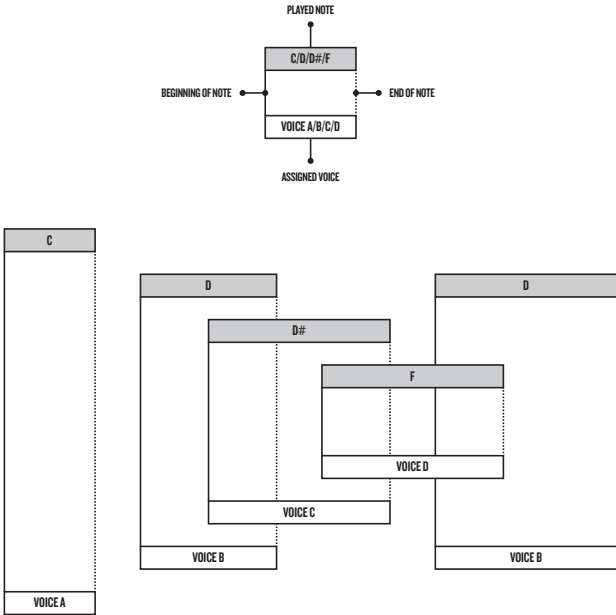 PLAYED NOTE
C/D/D#/F
BEGINNING OF NOTE
END OF NOTE
VOICE A/B/C/D
ASSIGNED VOICE
C
D
D
D#
F
VOICE D
VOICE C
VOICE B
VOICE B
VOICE A